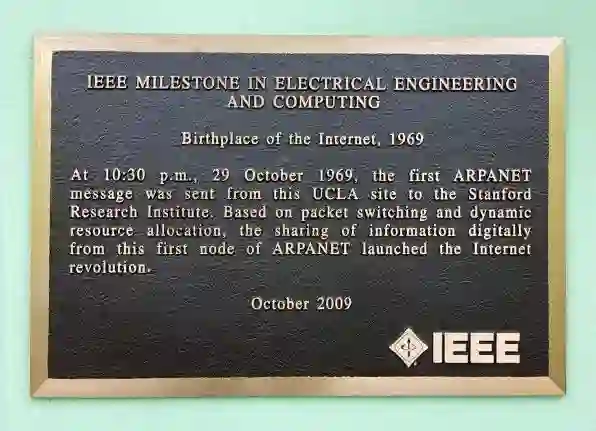 IEEE MILESTONE IN ELECTRICAL ENGINEERING
AND COMPUTING
Birthplace of the Internet, 1969
At 10:30 p.m., 29 October 1969, the first ARPANET
message was sent from this UCLA site to the Stanford
Research Institute. Based on packet switching and dynamic
resource allocation, the sharing of information digitally
from this first node of ARPANET launched the Internet
revolution.
October 2009
IEEE